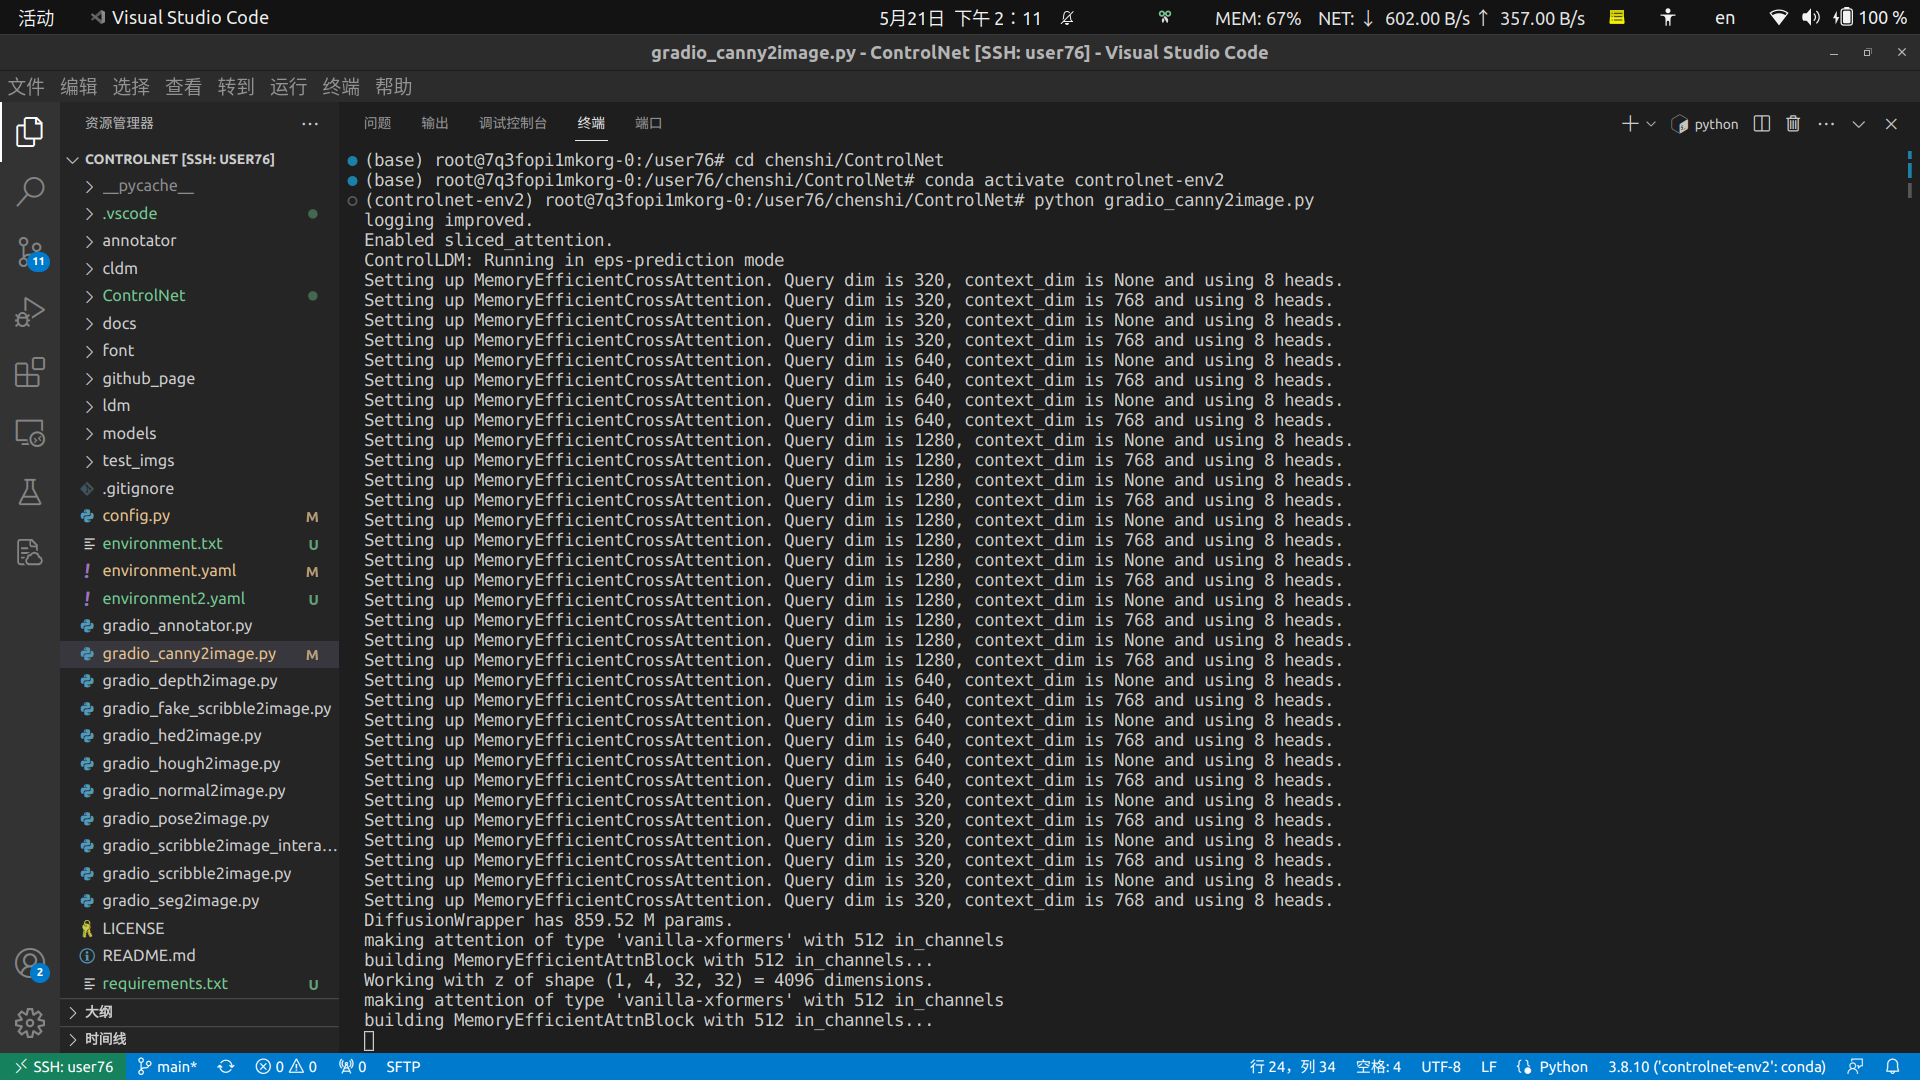 活动 Visual Studio Code 5月21日 下午 2：11 MEM: 67% NET: ↓ 602.00 B/s ↑ 357.00 B/s en 100 %
gradio_canny2image.py - ControlNet [SSH: user76] - Visual Studio Code
文件 编辑 选择 查看 转到 运行 终端 帮助
资源管理器
CONTROLNET [SSH: USER76]
__pycache__
.vscode
annotator
cldm
ControlNet
docs
font
github_page
ldm
models
test_imgs
.gitignore
config.py M
environment.txt U
environment.yaml M
environment2.yaml U
gradio_annotator.py
gradio_canny2image.py M
gradio_depth2image.py
gradio_fake_scribble2image.py
gradio_hed2image.py
gradio_hough2image.py
gradio_normal2image.py
gradio_pose2image.py
gradio_scribble2image_intera...
gradio_scribble2image.py
gradio_seg2image.py
LICENSE
README.md
requirements.txt U
大纲
时间线
11
2
问题 输出 调试控制台 终端 端口 python
(base) root@7q3fopi1mkorg-0:/user76# cd chenshi/ControlNet
(base) root@7q3fopi1mkorg-0:/user76/chenshi/ControlNet# conda activate controlnet-env2
(controlnet-env2) root@7q3fopi1mkorg-0:/user76/chenshi/ControlNet# python gradio_canny2image.py
logging improved.
Enabled sliced_attention.
ControlLDM: Running in eps-prediction mode
Setting up MemoryEfficientCrossAttention. Query dim is 320, context_dim is None and using 8 heads.
Setting up MemoryEfficientCrossAttention. Query dim is 320, context_dim is 768 and using 8 heads.
Setting up MemoryEfficientCrossAttention. Query dim is 320, context_dim is None and using 8 heads.
Setting up MemoryEfficientCrossAttention. Query dim is 320, context_dim is 768 and using 8 heads.
Setting up MemoryEfficientCrossAttention. Query dim is 640, context_dim is None and using 8 heads.
Setting up MemoryEfficientCrossAttention. Query dim is 640, context_dim is 768 and using 8 heads.
Setting up MemoryEfficientCrossAttention. Query dim is 640, context_dim is None and using 8 heads.
Setting up MemoryEfficientCrossAttention. Query dim is 640, context_dim is 768 and using 8 heads.
Setting up MemoryEfficientCrossAttention. Query dim is 1280, context_dim is None and using 8 heads.
Setting up MemoryEfficientCrossAttention. Query dim is 1280, context_dim is 768 and using 8 heads.
Setting up MemoryEfficientCrossAttention. Query dim is 1280, context_dim is None and using 8 heads.
Setting up MemoryEfficientCrossAttention. Query dim is 1280, context_dim is 768 and using 8 heads.
Setting up MemoryEfficientCrossAttention. Query dim is 1280, context_dim is None and using 8 heads.
Setting up MemoryEfficientCrossAttention. Query dim is 1280, context_dim is 768 and using 8 heads.
Setting up MemoryEfficientCrossAttention. Query dim is 1280, context_dim is None and using 8 heads.
Setting up MemoryEfficientCrossAttention. Query dim is 1280, context_dim is 768 and using 8 heads.
Setting up MemoryEfficientCrossAttention. Query dim is 1280, context_dim is None and using 8 heads.
Setting up MemoryEfficientCrossAttention. Query dim is 1280, context_dim is 768 and using 8 heads.
Setting up MemoryEfficientCrossAttention. Query dim is 1280, context_dim is None and using 8 heads.
Setting up MemoryEfficientCrossAttention. Query dim is 1280, context_dim is 768 and using 8 heads.
Setting up MemoryEfficientCrossAttention. Query dim is 640, context_dim is None and using 8 heads.
Setting up MemoryEfficientCrossAttention. Query dim is 640, context_dim is 768 and using 8 heads.
Setting up MemoryEfficientCrossAttention. Query dim is 640, context_dim is None and using 8 heads.
Setting up MemoryEfficientCrossAttention. Query dim is 640, context_dim is 768 and using 8 heads.
Setting up MemoryEfficientCrossAttention. Query dim is 640, context_dim is None and using 8 heads.
Setting up MemoryEfficientCrossAttention. Query dim is 640, context_dim is 768 and using 8 heads.
Setting up MemoryEfficientCrossAttention. Query dim is 320, context_dim is None and using 8 heads.
Setting up MemoryEfficientCrossAttention. Query dim is 320, context_dim is 768 and using 8 heads.
Setting up MemoryEfficientCrossAttention. Query dim is 320, context_dim is None and using 8 heads.
Setting up MemoryEfficientCrossAttention. Query dim is 320, context_dim is 768 and using 8 heads.
Setting up MemoryEfficientCrossAttention. Query dim is 320, context_dim is None and using 8 heads.
Setting up MemoryEfficientCrossAttention. Query dim is 320, context_dim is 768 and using 8 heads.
DiffusionWrapper has 859.52 M params.
making attention of type 'vanilla-xformers' with 512 in_channels
building MemoryEfficientAttnBlock with 512 in_channels...
Working with z of shape (1, 4, 32, 32) = 4096 dimensions.
making attention of type 'vanilla-xformers' with 512 in_channels
building MemoryEfficientAttnBlock with 512 in_channels...
SSH: user76 main* 0 0 0 SFTP 行 24，列 34 空格: 4 UTF-8 LF Python 3.8.10 ('controlnet-env2': conda)